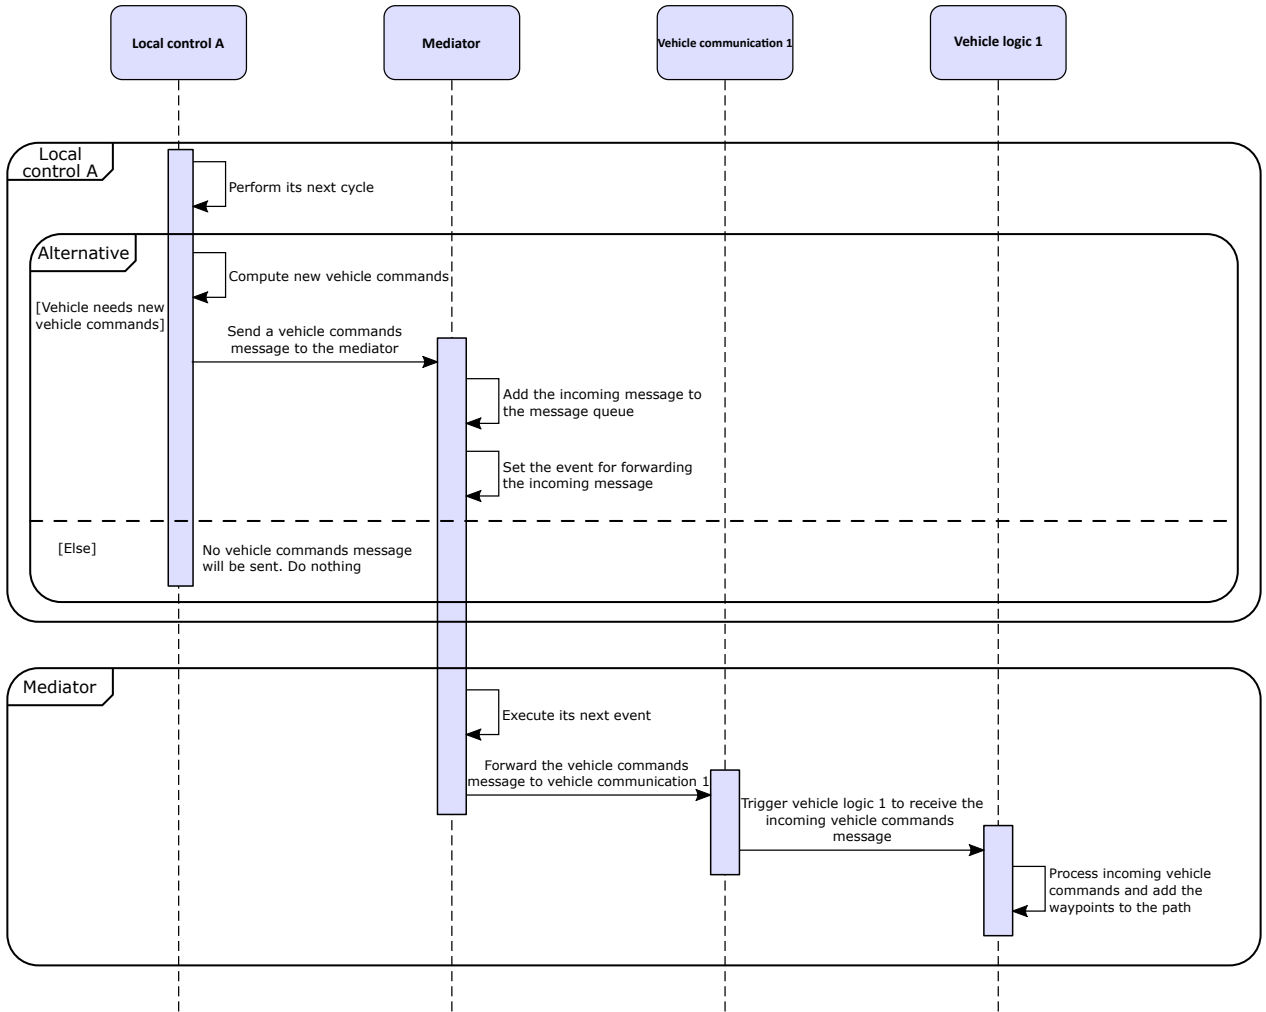 Local control A
Mediator
Vehicle communication 1
Vehicle logic 1
Local
control A
Perform its next cycle
Alternative
Compute new vehicle commands
[Vehicle needs new
vehicle commands]
Send a vehicle commands
message to the mediator
Add the incoming message to
the message queue
Set the event for forwarding
the incoming message
[Else]
No vehicle commands message
will be sent. Do nothing
Mediator
Execute its next event
Forward the vehicle commands
message to vehicle communication 1
Trigger vehicle logic 1 to receive the
incoming vehicle commands
message
Process incoming vehicle
commands and add the
waypoints to the path